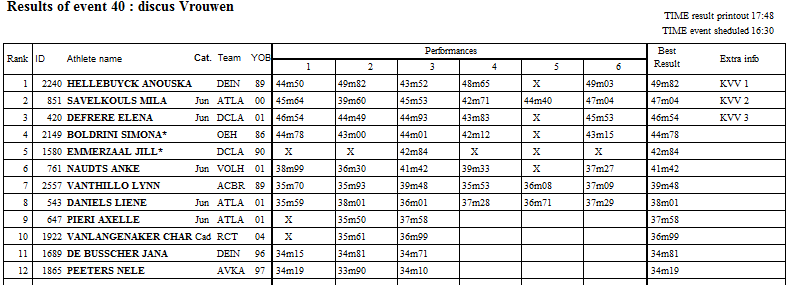 Results of event 40 : discus Vrouwen
TIME result printout 17:48
TIME event sheduled 16:30
Performances
Rank ID Athlete name Cat. Team YOB 1 2 3 4 5 6 Best Result Extra info
1 2240 HELLEBUYCK ANOUSKA DEIN 89 44m50 49m82 43m52 48m65 X 49m03 49m82 KVV 1
2 851 SAVELKOULS MILA Jun ATLA 00 45m64 39m60 45m53 42m71 44m40 47m04 47m04 KVV 2
3 420 DEFRERE ELENA Jun DCLA 01 46m54 44m49 44m93 43m83 X 45m53 46m54 KVV 3
4 2149 BOLDRINI SIMONA* OEH 86 44m78 43m00 44m01 42m12 X 43m15 44m78
5 1580 EMMERZAAL JILL* DCLA 90 X X 42m84 X X X 42m84
6 761 NAUDTS ANKE Jun VOLH 01 38m99 36m30 41m42 39m33 X 37m27 41m42
7 2557 VANTHILLO LYNN ACBR 89 35m70 35m93 39m48 35m53 36m08 37m09 39m48
8 543 DANIELS LIENE Jun ATLA 01 35m59 38m01 36m01 37m28 36m71 37m29 38m01
9 647 PIERI AXELLE Jun ATLA 01 X 35m50 37m58 37m58
10 1922 VANLANGENAKER CHAR Cad RCT 04 X 35m61 36m99 36m99
11 1689 DE BUSSCHER JANA DEIN 96 34m15 34m81 34m71 34m81
12 1865 PEETERS NELE AVKA 97 34m19 33m90 34m10 34m19